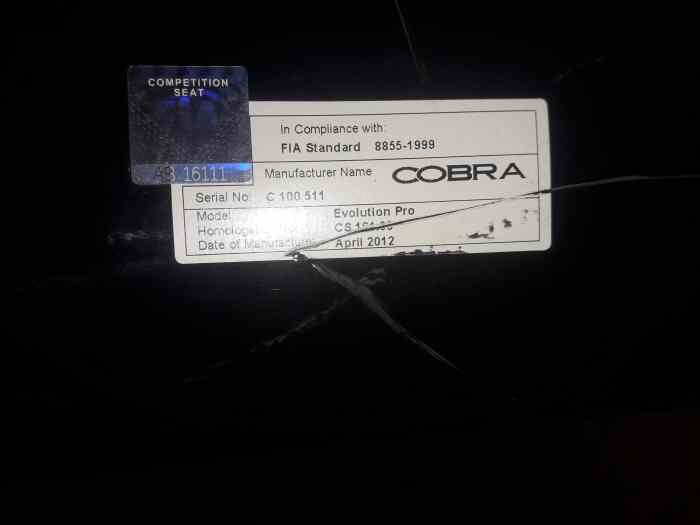 COMPETITION
SEAT
16111
In Compliance with:
FIA Standard 8855-1999
Manufacturer Name COBRA
Serial No: C 100 511
Model Evolution Pro
CS
Date of Manufacture April 2012